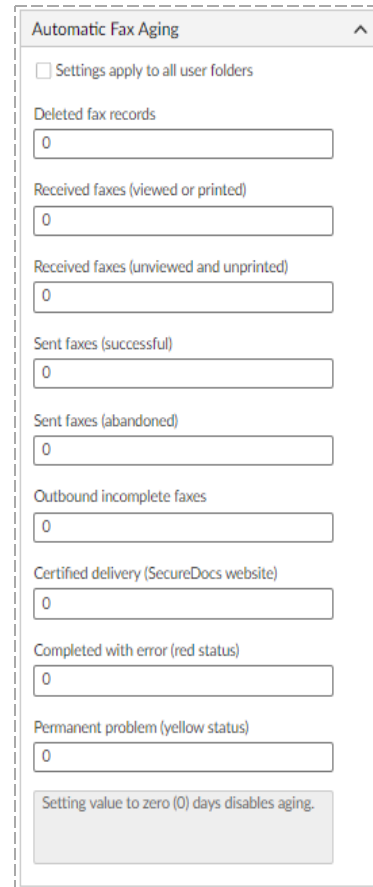 Automatic Fax Aging
Settings apply to all user folders
Deleted fax records
0
Received faxes (viewed or printed)
0
Received faxes (unviewed and unprinted)
0
Sent faxes (successful)
0
Sent faxes (abandoned)
0
Outbound incomplete faxes
0
Certified delivery (SecureDocs website)
0
Completed with error (red status)
0
Permanent problem (yellow status)
0
Setting value to zero (0) days disables aging.